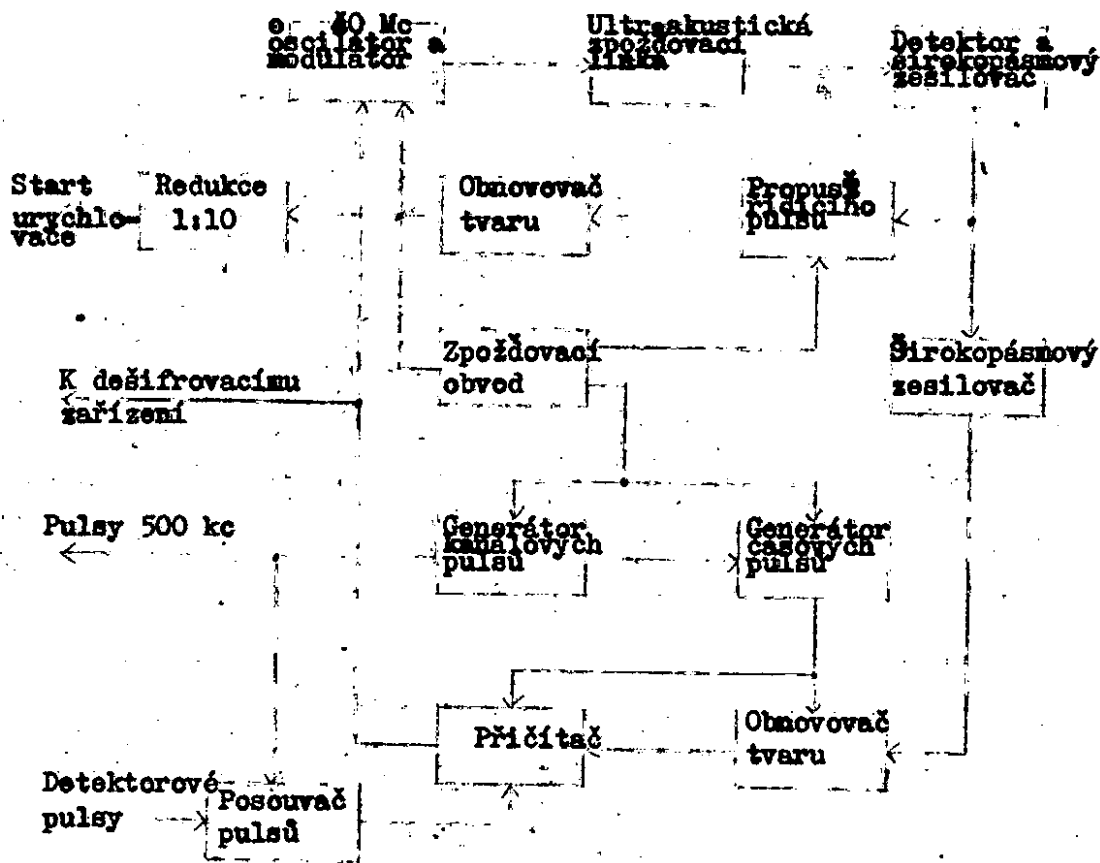 40 Mc
oscilátor a
modulátor
Ultraakustická
zpožďovací
linka
Detektor a
širokopásmový
zesilovač
Start
urychlo-
vače
Redukce
1:10
Obnovovač
tvaru
Propusť
řídicího
pulsu
Zpožďovací
obvod
Širokopásmový
zesilovač
K dešifrovacímu
zařízení
Pulsy 500 kc
Generátor
kanálových
pulsů
Generátor
časových
pulsů
Přičítač
Obnovovač
tvaru
Detektorové
pulsy
Posouvač
pulsů